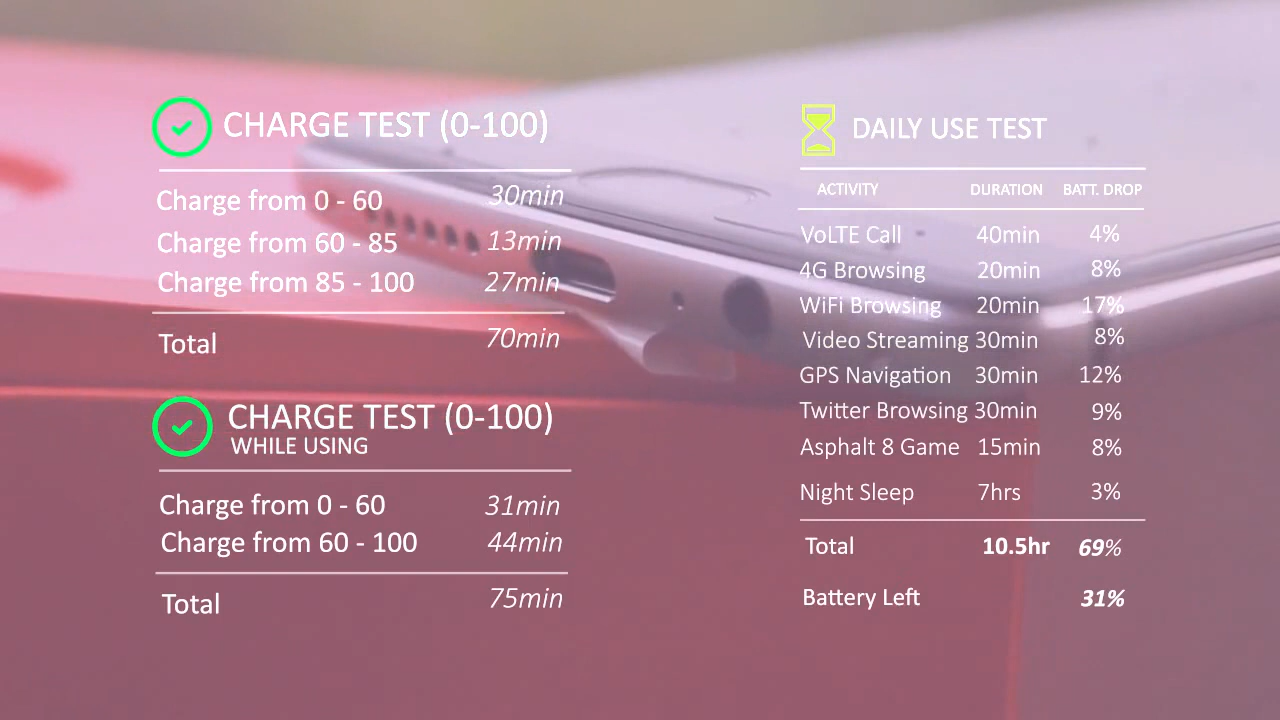 CHARGE TEST (0-100)
Charge from 0 - 60 30min
Charge from 60 - 85 13min
Charge from 85 - 100 27min
Total 70min
CHARGE TEST (0-100)
WHILE USING
Charge from 0 - 60 31min
Charge from 60 - 100 44min
Total 75min
DAILY USE TEST
ACTIVITY DURATION BATT. DROP
VoLTE Call 40min 4%
4G Browsing 20min 8%
WiFi Browsing 20min 17%
Video Streaming 30min 8%
GPS Navigation 30min 12%
Twitter Browsing 30min 9%
Asphalt 8 Game 15min 8%
Night Sleep 7hrs 3%
Total 10.5hr 69%
Battery Left 31%